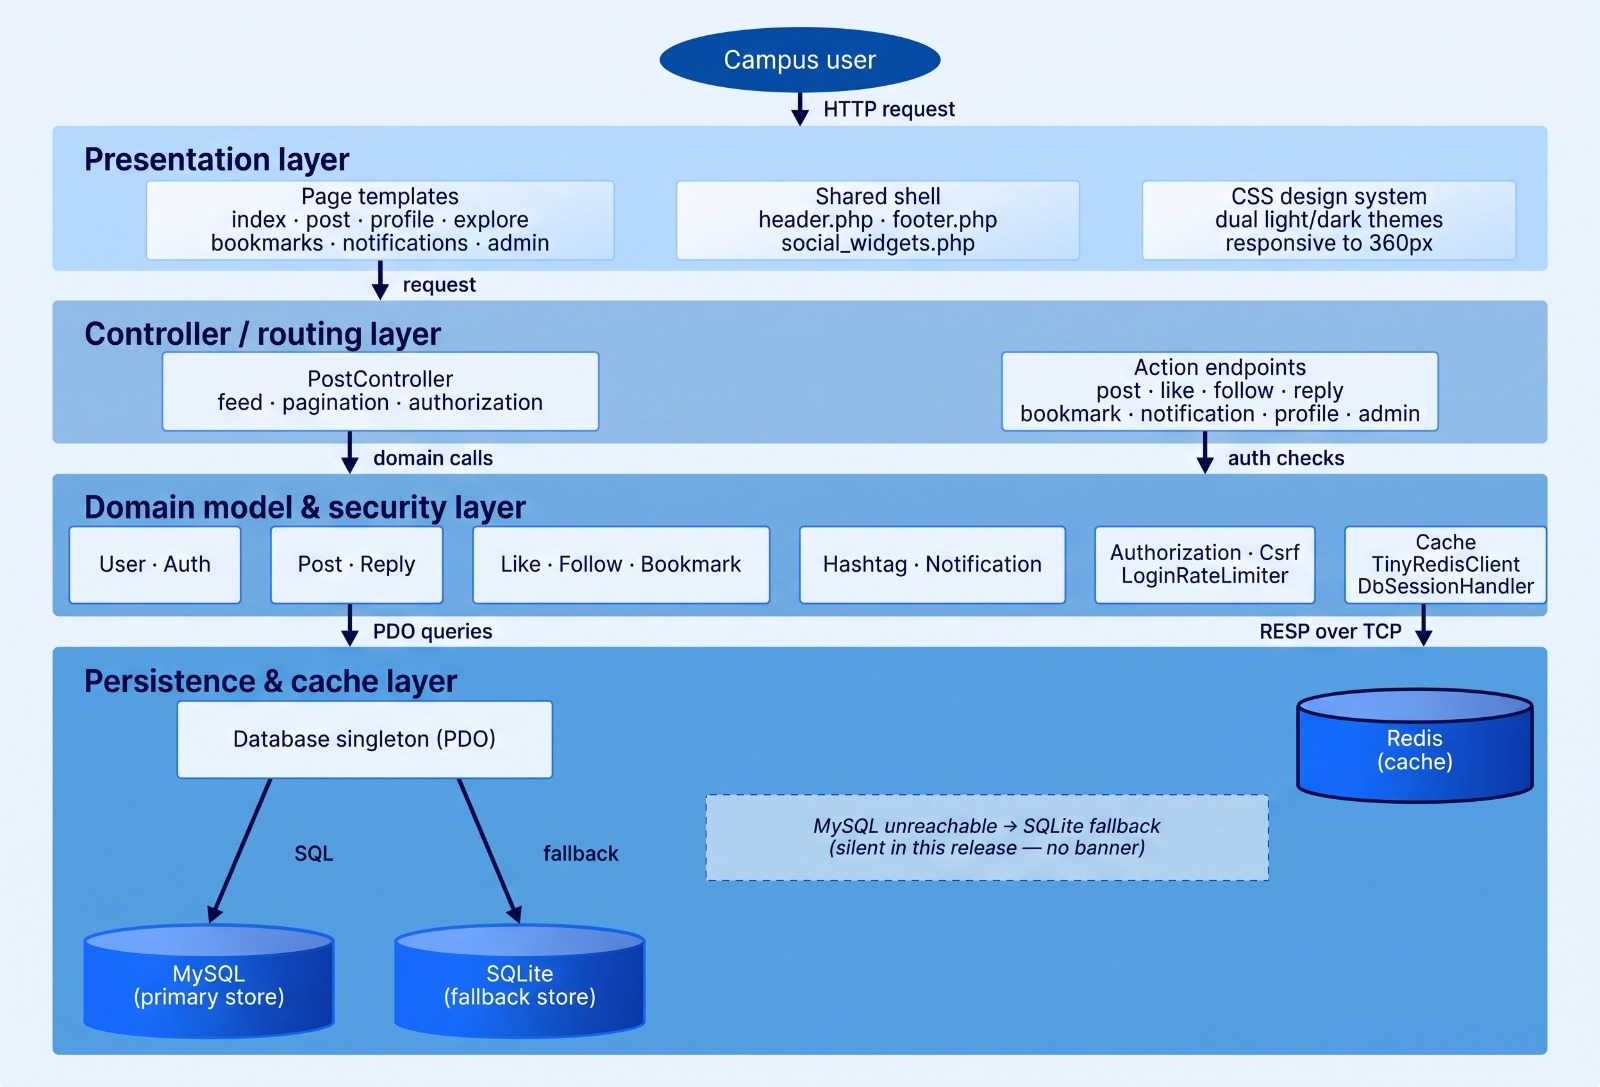 Campus user
HTTP request
Presentation layer
Page templates
index · post · profile · explore
bookmarks · notifications · admin
Shared shell
header.php · footer.php
social_widgets.php
CSS design system
dual light/dark themes
responsive to 360px
request
Controller / routing layer
PostController
feed · pagination · authorization
Action endpoints
post · like · follow · reply
bookmark · notification · profile · admin
domain calls
auth checks
Domain model & security layer
User · Auth
Post · Reply
Like · Follow · Bookmark
Hashtag · Notification
Authorization · Csrf
LoginRateLimiter
Cache
TinyRedisClient
DbSessionHandler
PDO queries
RESP over TCP
Persistence & cache layer
Database singleton (PDO)
Redis
(cache)
MySQL unreachable → SQLite fallback
(silent in this release — no banner)
SQL
fallback
MySQL
(primary store)
SQLite
(fallback store)